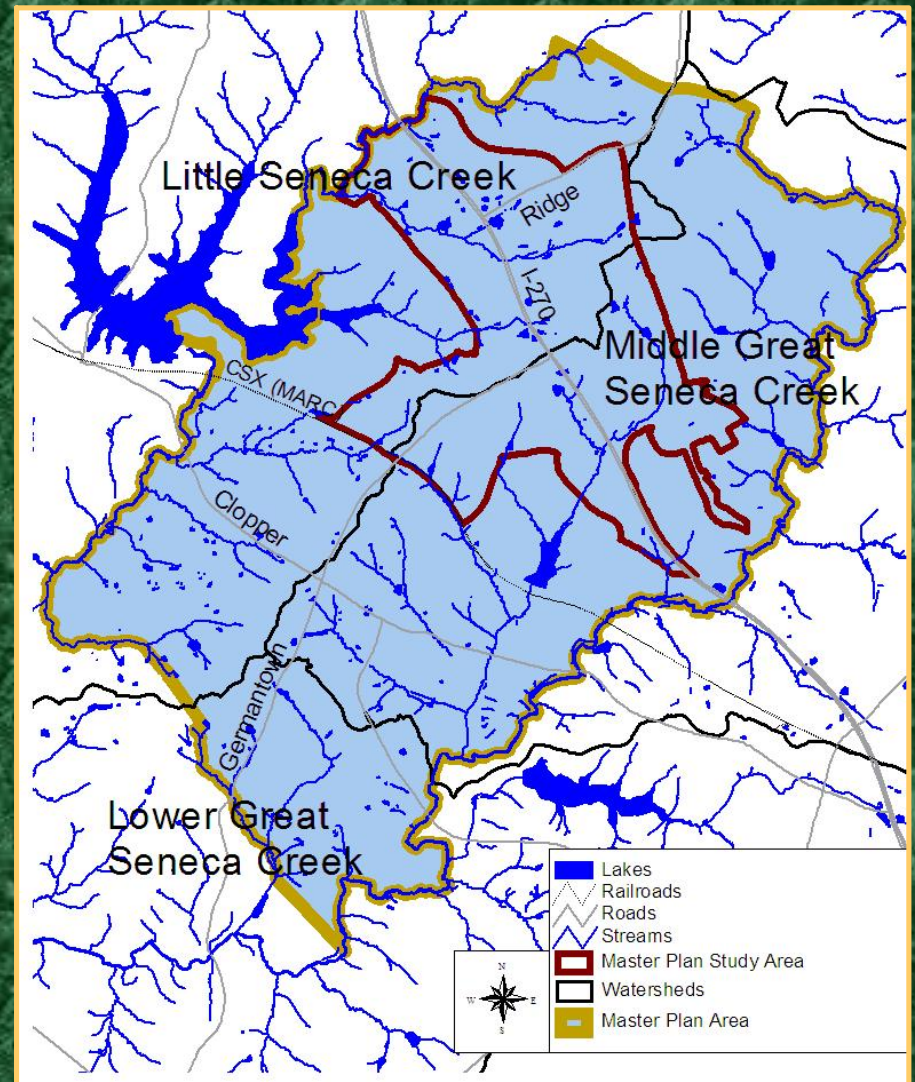 Little Seneca Creek
Ridge
I-270
Middle Great
Seneca Creek
CSX (MARC
Clopper
Germantown
Lower Great
Seneca Creek
Lakes
Railroads
Roads
Streams
Master Plan Study Area
Watersheds
Master Plan Area
N
W E
S